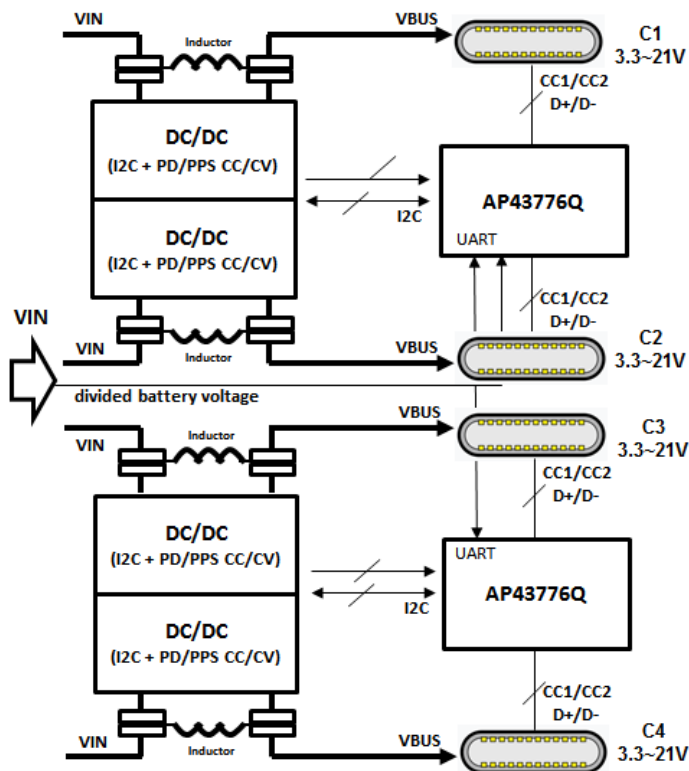 VIN
Inductor
VBUS
C1
3.3~21V
CC1/CC2
D+/D-
DC/DC
(I2C + PD/PPS CC/CV)
AP43776Q
I2C
UART
DC/DC
(I2C + PD/PPS CC/CV)
CC1/CC2
D+/D-
VIN
VIN
Inductor
VBUS
C2
3.3~21V
divided battery voltage
VIN
Inductor
VBUS
C3
3.3~21V
CC1/CC2
D+/D-
DC/DC
(I2C + PD/PPS CC/CV)
UART
AP43776Q
I2C
DC/DC
(I2C + PD/PPS CC/CV)
CC1/CC2
D+/D-
VIN
Inductor
VBUS
C4
3.3~21V